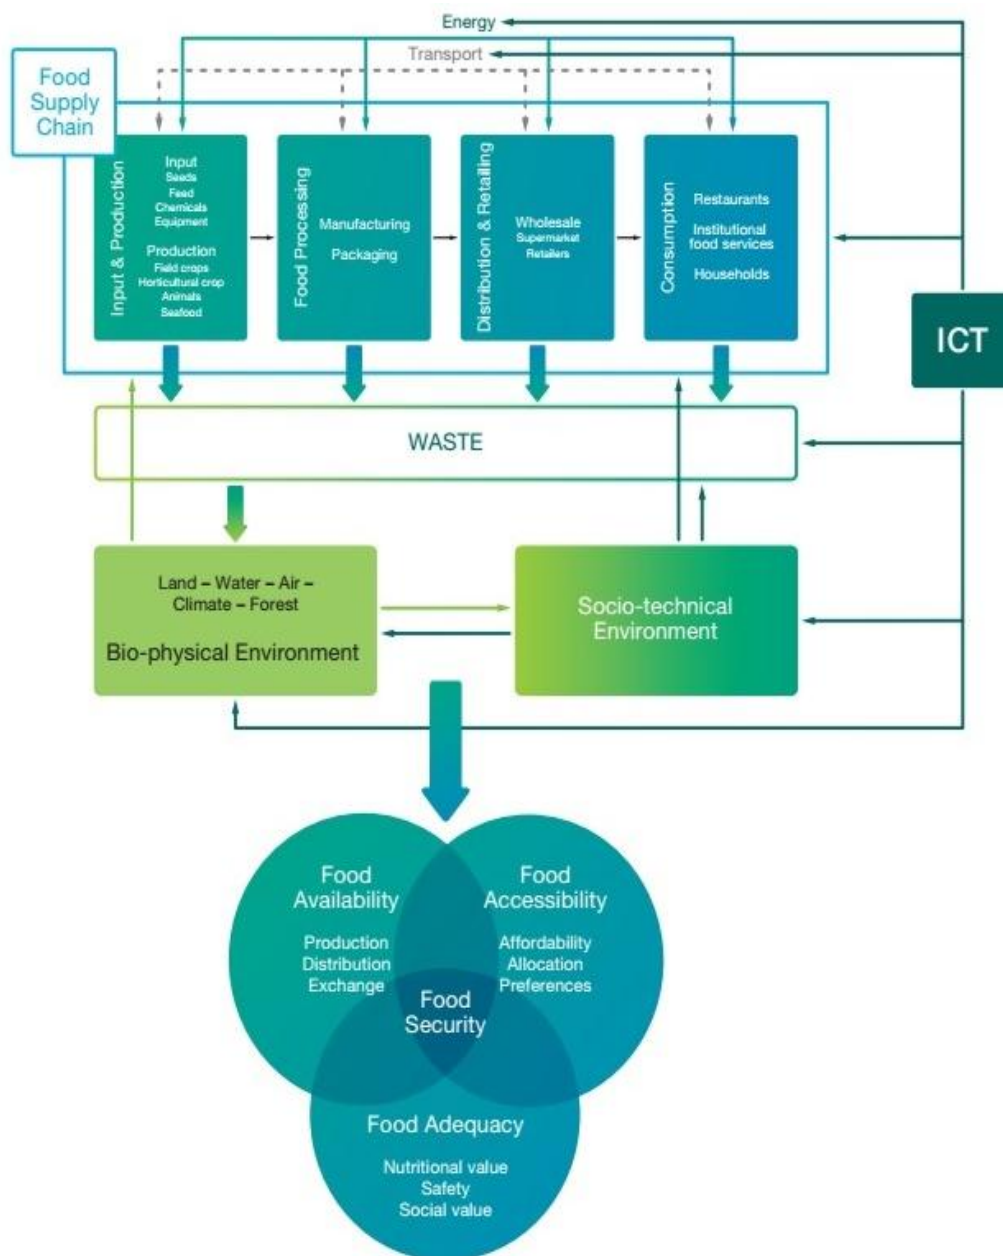 Energy
Transport
Food
Supply
Chain
Input & Production
Input
Seeds
Feed
Chemicals
Equipment
Production
Field crops
Horticultural crop
Animals
Seafood
Food Processing
Manufacturing
Packaging
Distribution & Retailing
Wholesale
Supermarket
Retailers
Consumption
Restaurants
Institutional
food services
Households
ICT
WASTE
Land – Water – Air –
Climate – Forest
Bio-physical Environment
Socio-technical
Environment
Food
Availability
Production
Distribution
Exchange
Food
Accessibility
Affordability
Allocation
Preferences
Food
Security
Food Adequacy
Nutritional value
Safety
Social value